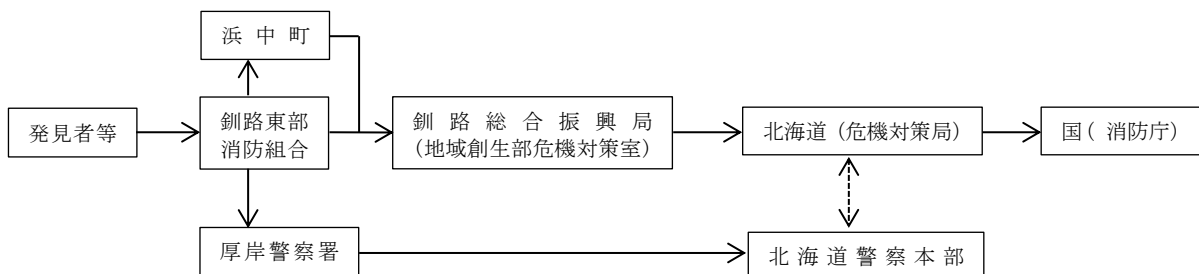 浜中町
発見者等
釧路東部
消防組合
釧路総合振興局
(地域創生部危機対策室)
北海道(危機対策局)
国(消防庁)
厚岸警察署
北海道警察本部